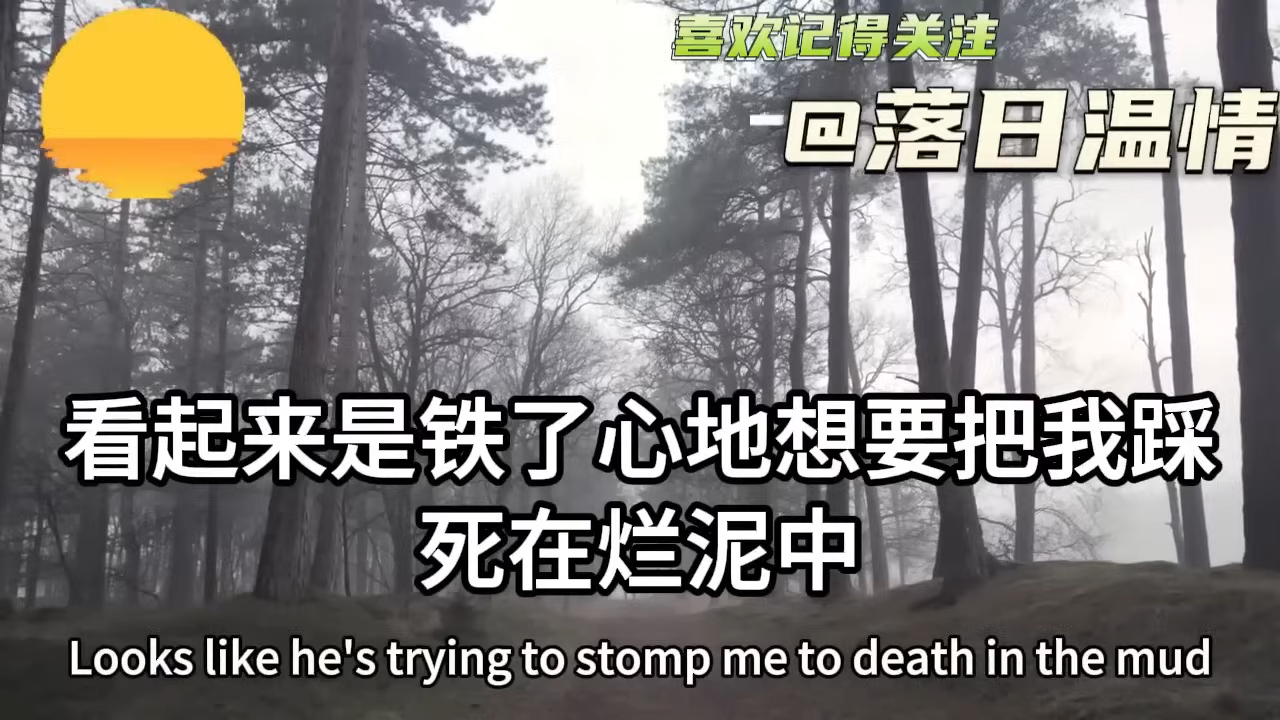 喜欢记得关注
@落日温情
看起来是铁了心地想要把我踩
死在烂泥中
Looks like he's trying to stomp me to death in the mud